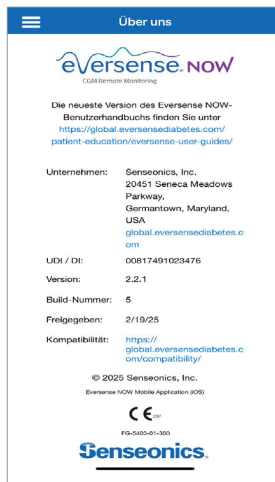 Über uns
eversense. NOW
CGM Remote Monitoring
Die neueste Version des Eversense NOW-
Benutzerhandbuchs finden Sie unter
https://global.eversensediabetes.com/
patient-education/eversense-user-guides/
Unternehmen: Senseonics, Inc.
20451 Seneca Meadows
Parkway,
Germantown, Maryland,
USA
global.eversensediabetes.c
om
UDI / DI: 00817491023476
Version: 2.2.1
Build-Nummer: 5
Freigegeben: 2/19/25
Kompatibilität: https://
global.eversensediabetes.c
om/compatibility/
© 2025 Senseonics, Inc.
Eversense NOW Mobile Application (iOS)
CE
FG-5400-01-300
Senseonics.